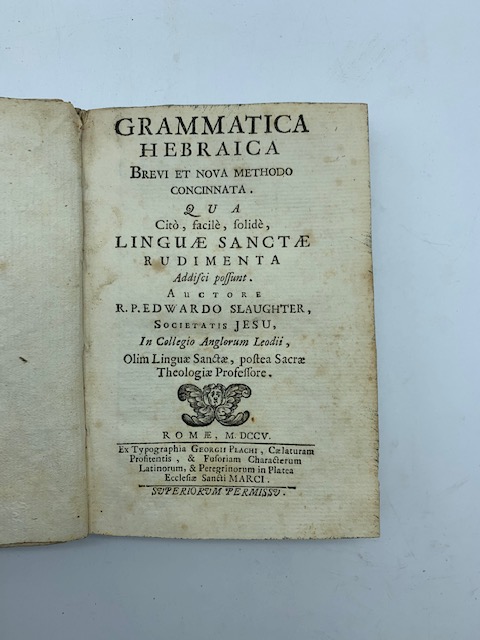 GRAMMATICA
HEBRAICA
BREVI ET NOVA METHODO
CONCINNATA.
QUA
Citò, facilè, ſolidè,
LINGUÆ SANCTÆ
RUDIMENTA
Addiſci poſſunt.
AUCTORE
R. P. EDWARDO SLAUGHTER,
SOCIETATIS JESU,
In Collegio Anglorum Leodii,
Olim Linguæ Sanctæ, poſtea Sacræ
Theologiæ Profeſſore.
ROMÆ, M. DCCV.
Ex Typographia GEORGII PLACHI, Cælaturam
Profitentis, & Fuſoriam Characterum
Latinorum, & Peregrinorum in Platea
Eccleſiæ Sancti MARCI.
SVPERIORVM PERMISSV.